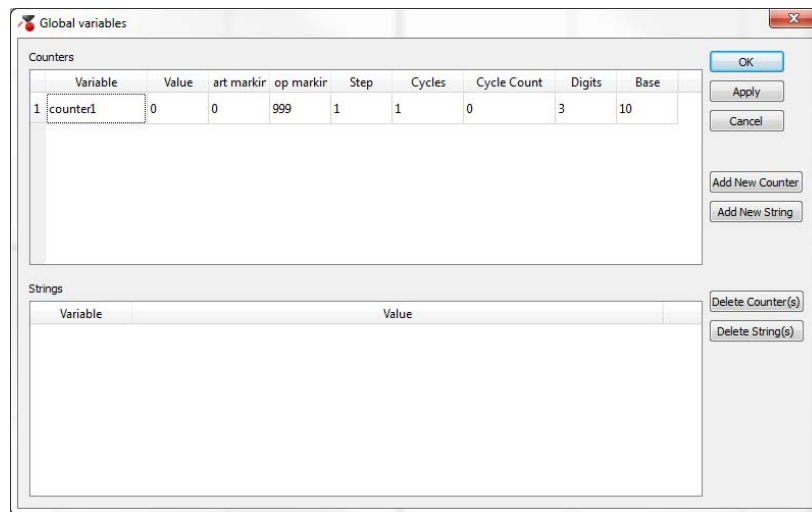 Global variables
Counters
Variable Value art markir op markir Step Cycles Cycle Count Digits Base
1 counter1 0 0 999 1 1 0 3 10
OK
Apply
Cancel
Add New Counter
Add New String
Strings
Variable Value
Delete Counter(s)
Delete String(s)